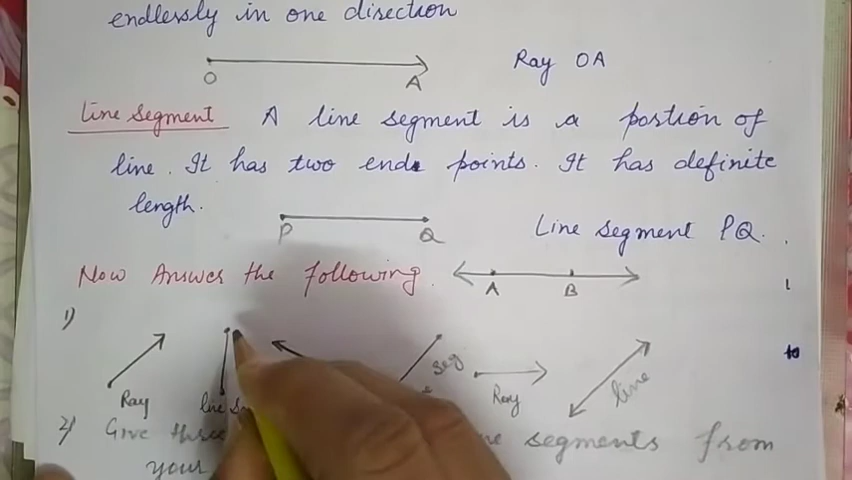 endlessly in one direction
O A Ray OA
Line Segment A line segment is a portion of
line. It has two end points. It has definite
length.
P Q Line Segment PQ.
Now Answer the following.
A B
1)
Ray line Seg Ray line
2) Give three segments from
your